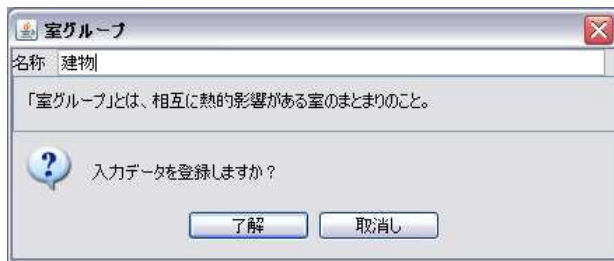 室グループ
名称 建物
「室グループ」とは、相互に熱的影響がある室のまとまりのこと。
入力データを登録しますか？
了解 取消し